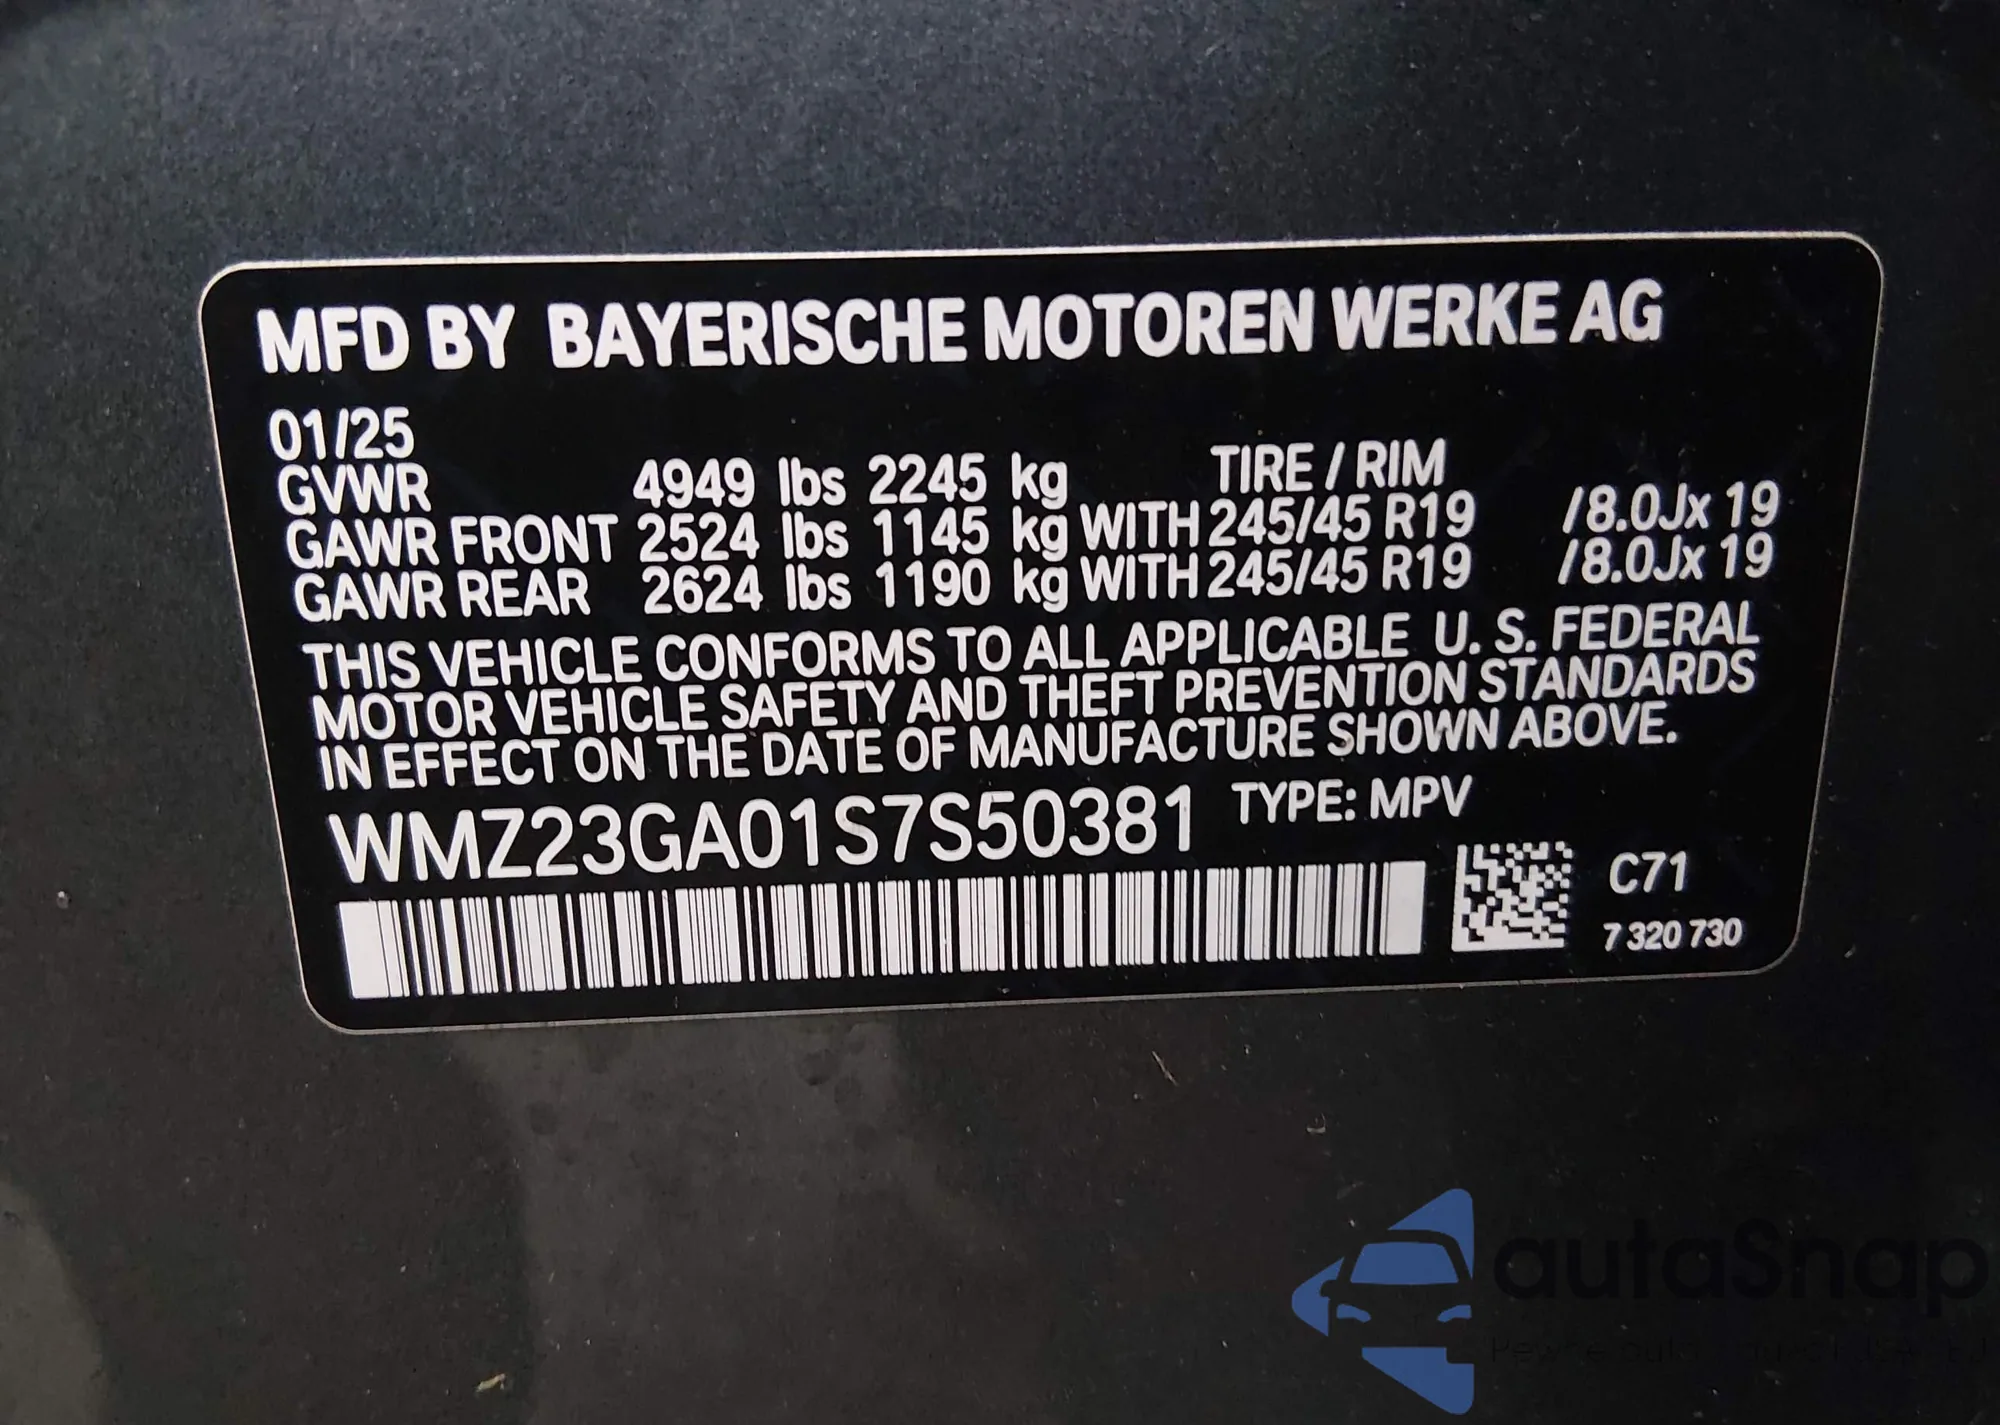 MFD BY BAYERISCHE MOTOREN WERKE AG
01/25
TIRE / RIM
GVWR 4949 lbs 2245 kg
GAWR FRONT 2524 lbs 1145 kg WITH 245/45 R19 /8.0Jx 19
GAWR REAR 2624 lbs 1190 kg WITH 245/45 R19 /8.0Jx 19
THIS VEHICLE CONFORMS TO ALL APPLICABLE U. S. FEDERAL
MOTOR VEHICLE SAFETY AND THEFT PREVENTION STANDARDS
IN EFFECT ON THE DATE OF MANUFACTURE SHOWN ABOVE.
WMZ23GA01S7S50381 TYPE: MPV
C71
7 320 730
autaSnap